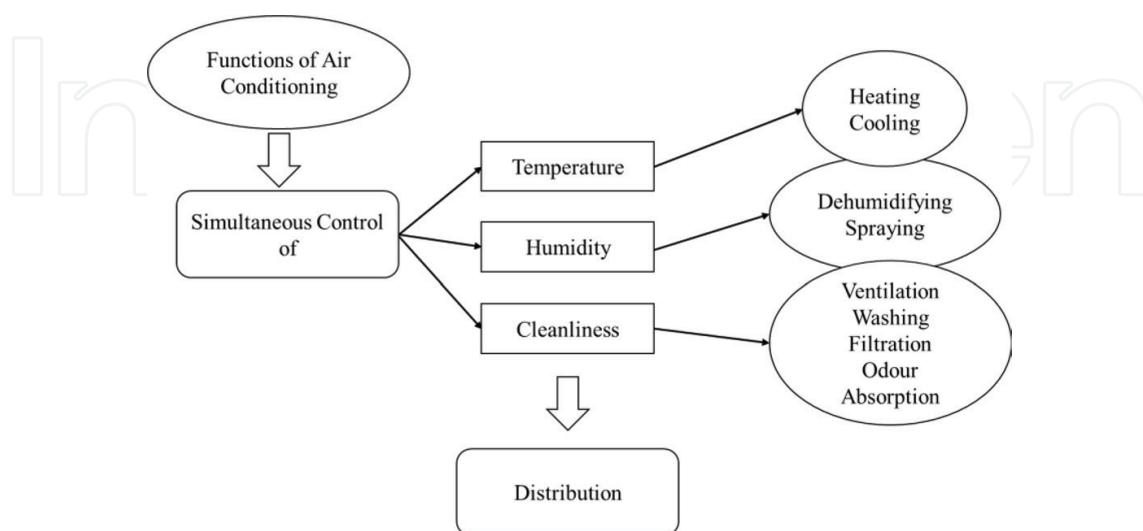 Functions of Air
Conditioning
Simultaneous Control
of
Temperature
Humidity
Cleanliness
Heating
Cooling
Dehumidifying
Spraying
Ventilation
Washing
Filtration
Odour
Absorption
Distribution